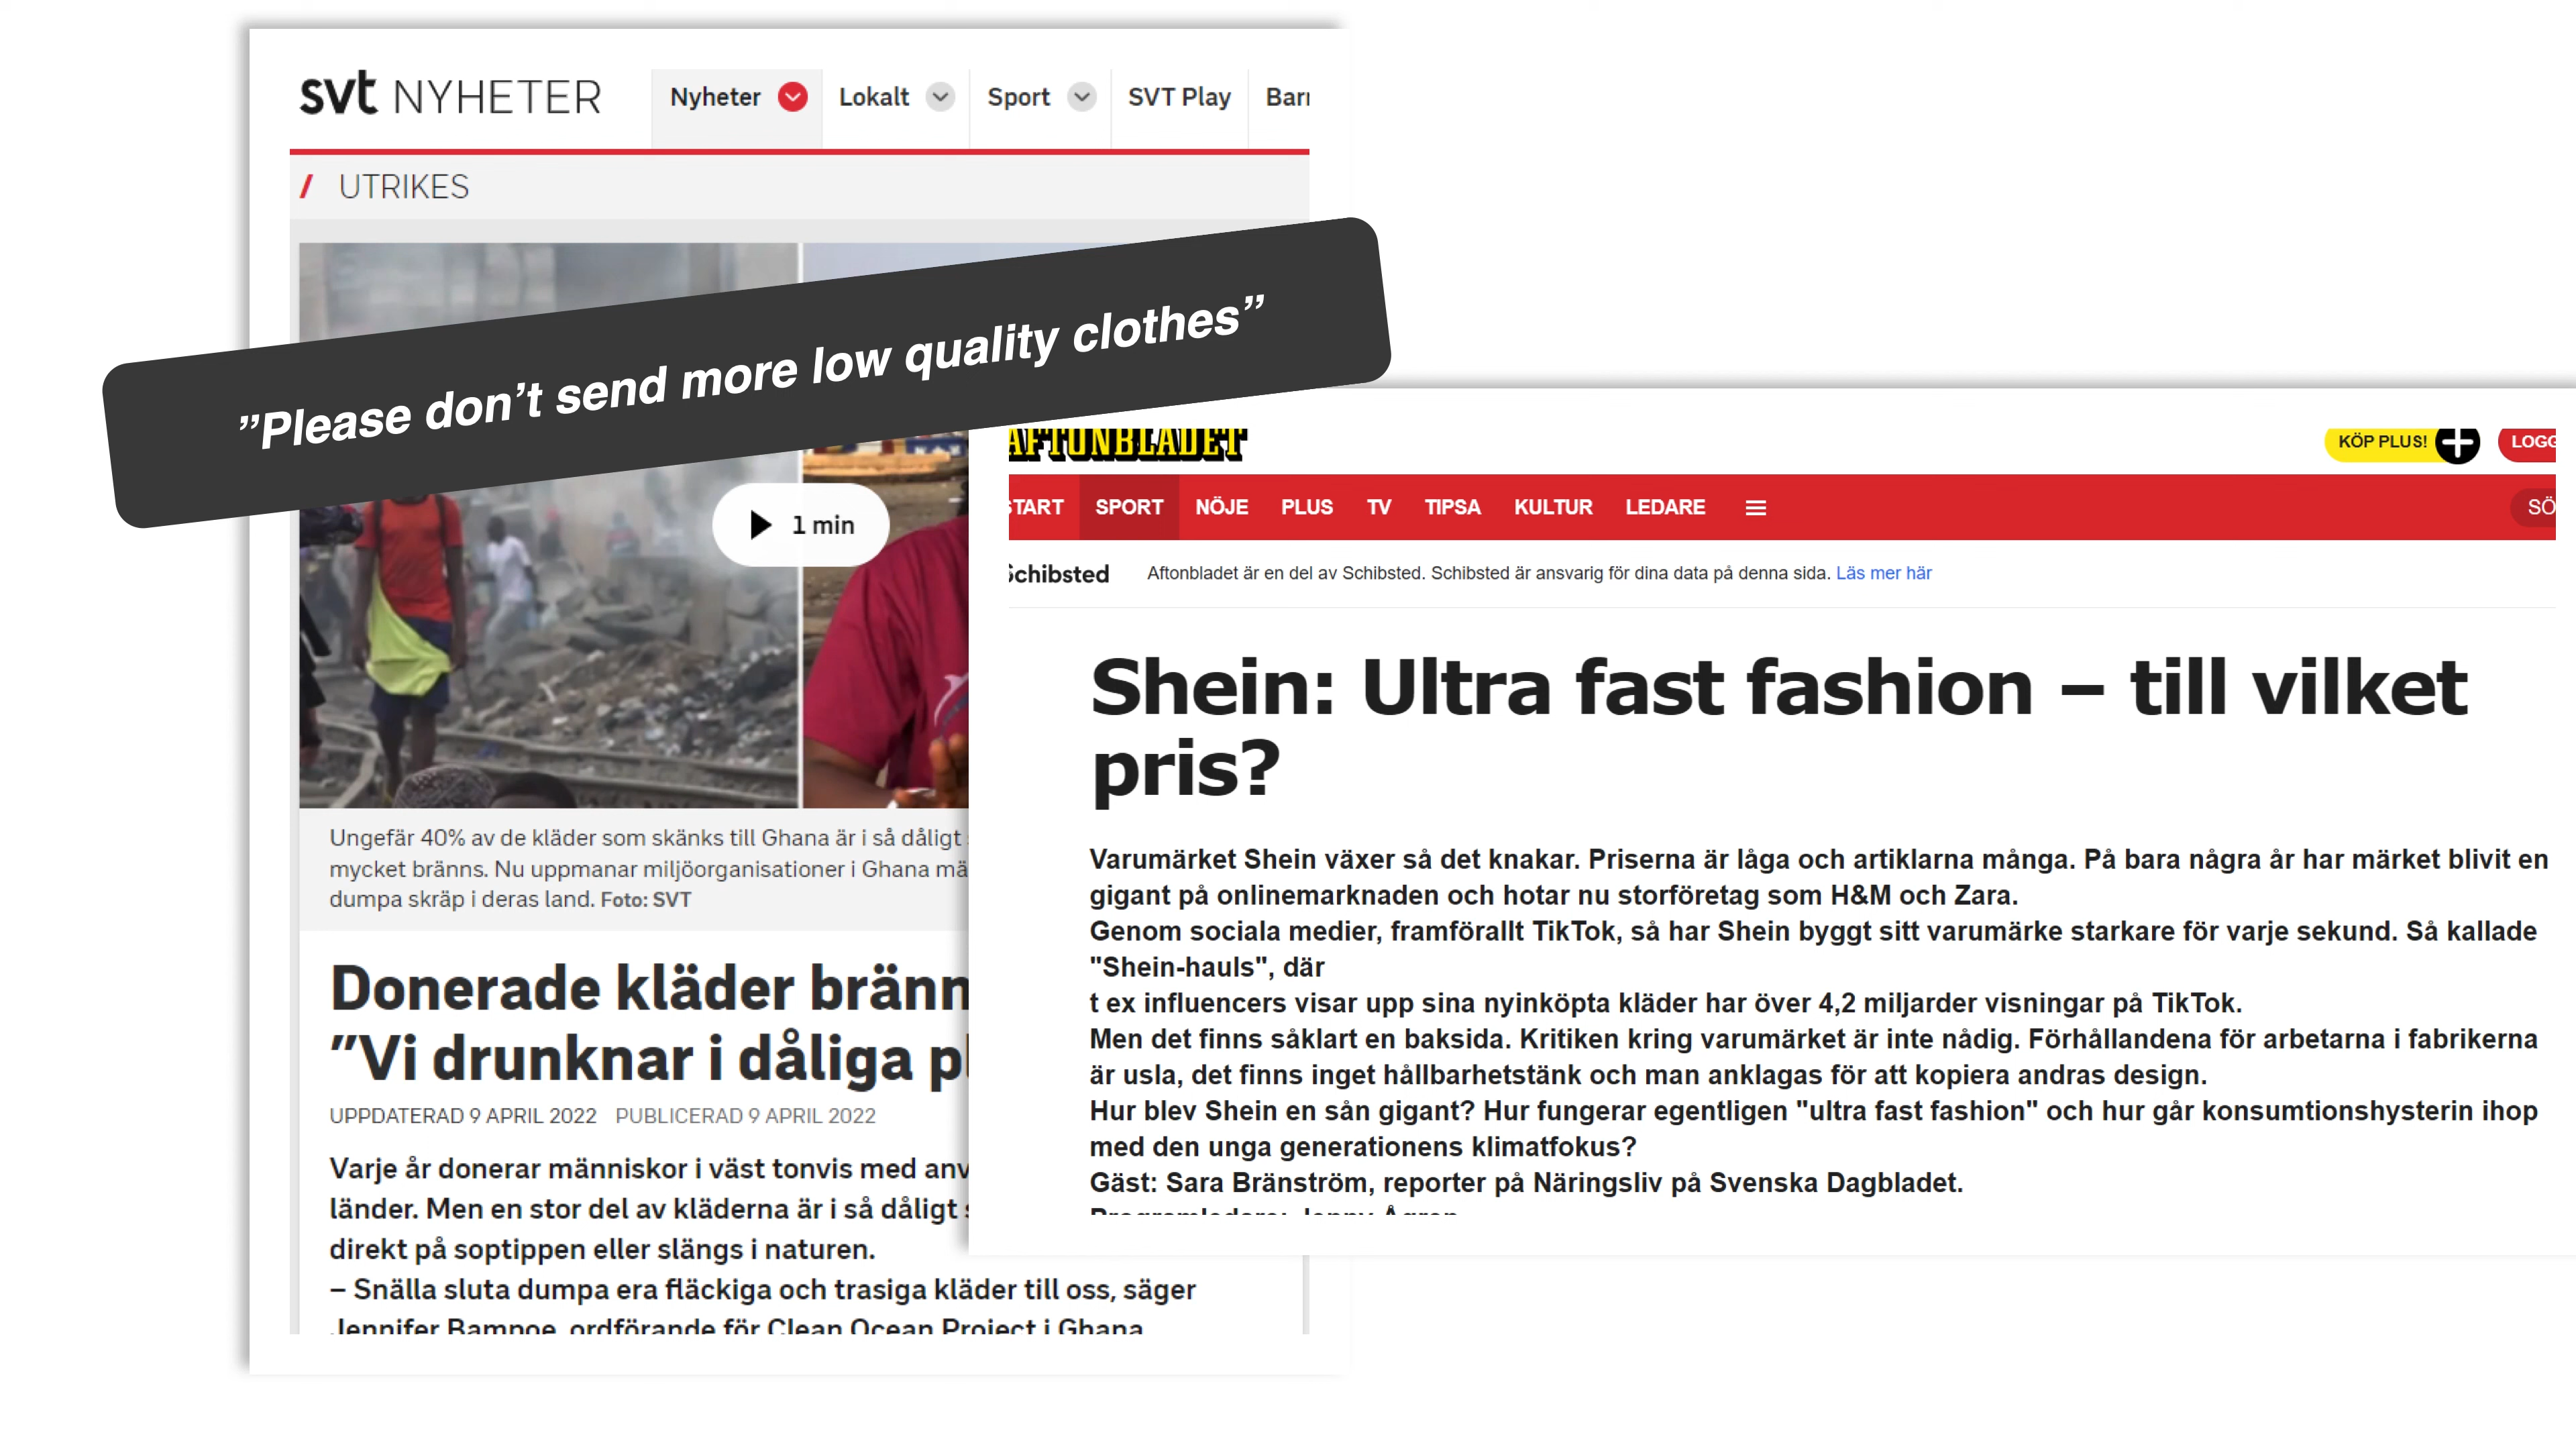 svt NYHETER
Nyheter
Lokalt
Sport
SVT Play
/ UTRIKES
”Please don’t send more low quality clothes”
1 min
Ungefär 40% av de kläder som skänks till Ghana är i så dåligt
mycket bränns. Nu uppmanar miljöorganisationer i Ghana
dumpa skräp i deras land. Foto: SVT
Donerade kläder
”Vi drunknar i dåliga
UPPDATERAD 9 APRIL 2022 PUBLICERAD 9 APRIL 2022
Varje år donerar människor i väst tonvis med
länder. Men en stor del av kläderna är i så dåligt
direkt på soptippen eller slängs i naturen.
– Snälla sluta dumpa era fläckiga och trasiga kläder till oss, säger
Jennifer Bampoe, ordförande för Clean Ocean Project i Ghana
AFTONBLADET
KÖP PLUS!
START SPORT NÖJE PLUS TV TIPSA KULTUR LEDARE
Schibsted
Aftonbladet är en del av Schibsted. Schibsted är ansvarig för dina data på denna sida. Läs mer här
Shein: Ultra fast fashion – till vilket
pris?
Varumärket Shein växer så det knakar. Priserna är låga och artiklarna många. På bara några år har märket blivit en
gigant på onlinemarknaden och hotar nu storföretag som H&M och Zara.
Genom sociala medier, framförallt TikTok, så har Shein byggt sitt varumärke starkare för varje sekund. Så kallade
"Shein-hauls", där
t ex influencers visar upp sina nyinköpta kläder har över 4,2 miljarder visningar på TikTok.
Men det finns såklart en baksida. Kritiken kring varumärket är inte nådig. Förhållandena för arbetarna i fabrikerna
är usla, det finns inget hållbarhetstänk och man anklagas för att kopiera andras design.
Hur blev Shein en sån gigant? Hur fungerar egentligen "ultra fast fashion" och hur går konsumtionshysterin ihop
med den unga generationens klimatfokus?
Gäst: Sara Bränström, reporter på Näringsliv på Svenska Dagbladet.